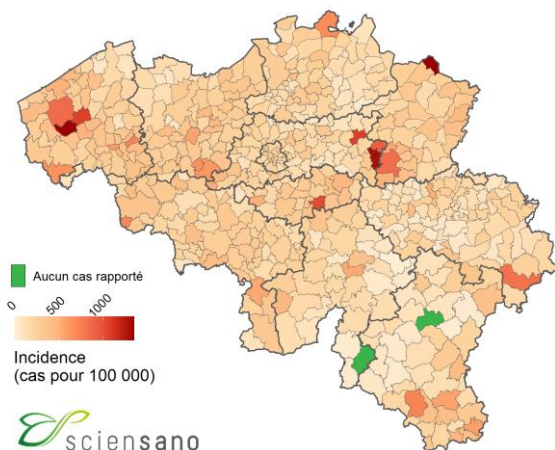 Aucun cas rapporté
0
500
1000
Incidence
(cas pour 100 000)
sciensano